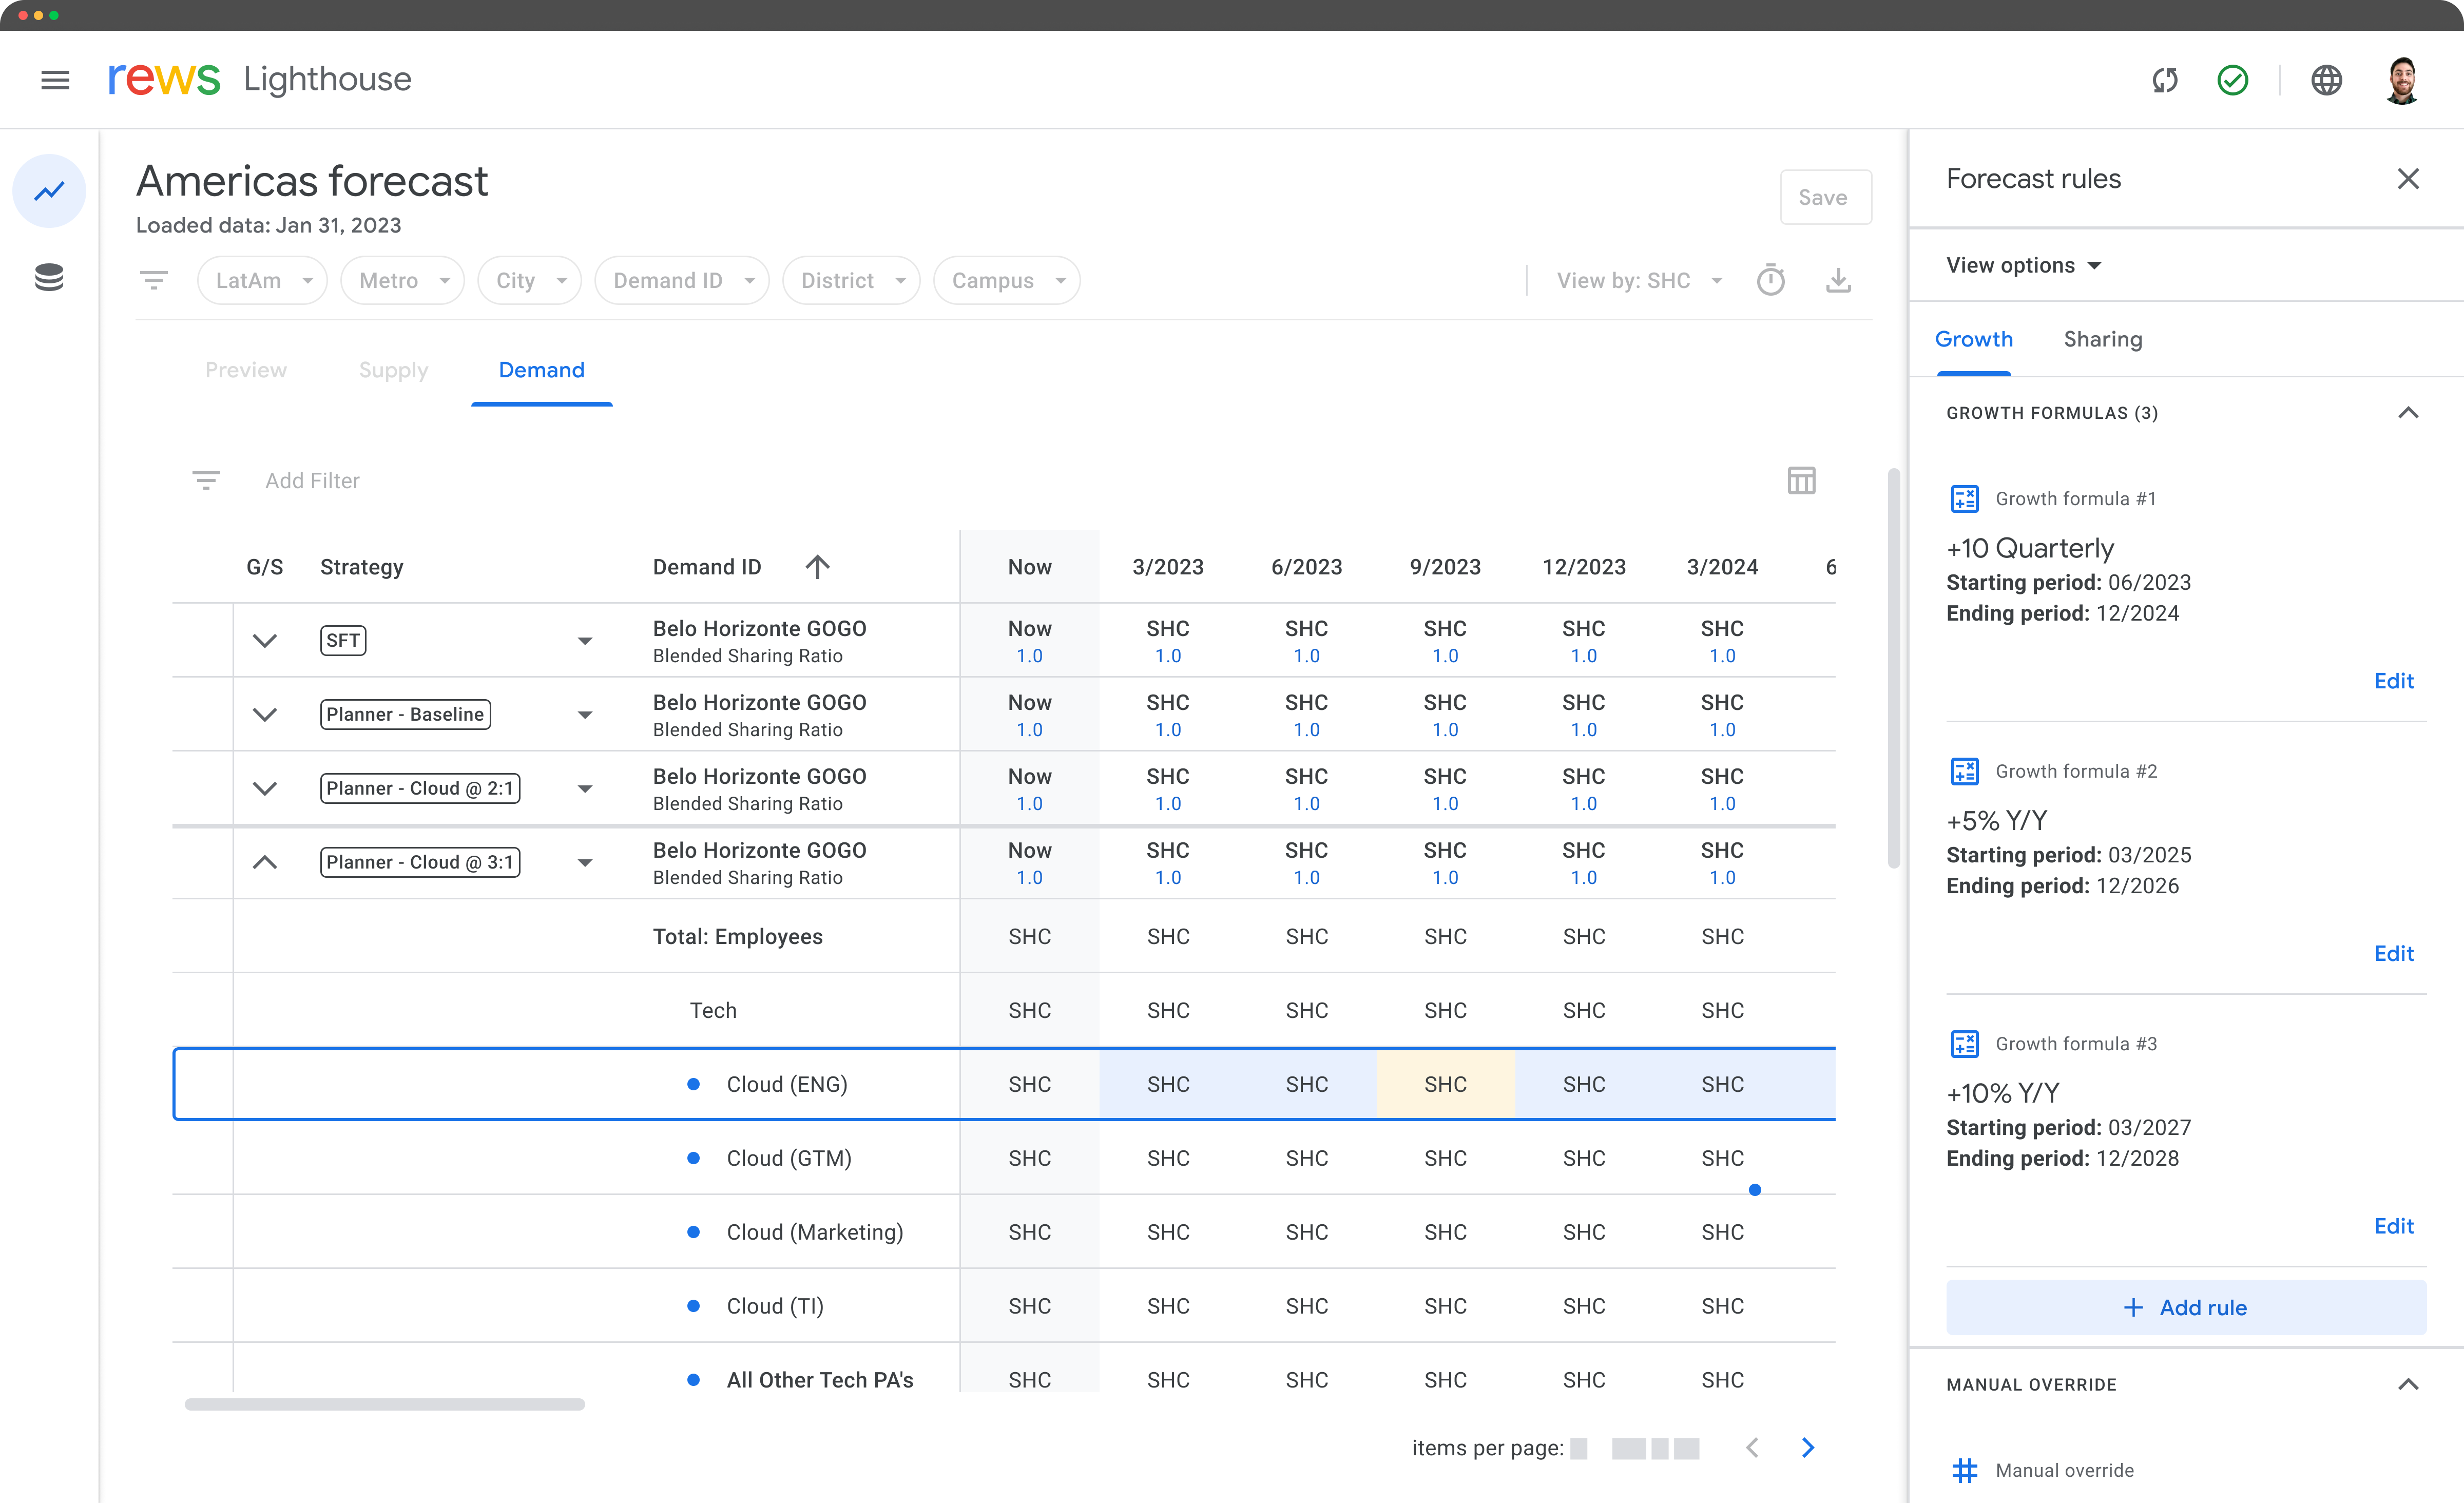 rews Lighthouse
Americas forecast
Loaded data: Jan 31, 2023
Save
LatAm Metro City Demand ID District Campus View by: SHC
Preview Supply Demand
Add Filter
G/S Strategy Demand ID Now 3/2023 6/2023 9/2023 12/2023 3/2024 6
SFT Belo Horizonte GOGO Now SHC SHC SHC SHC SHC
Blended Sharing Ratio 1.0 1.0 1.0 1.0 1.0 1.0
Planner - Baseline Belo Horizonte GOGO Now SHC SHC SHC SHC SHC
Blended Sharing Ratio 1.0 1.0 1.0 1.0 1.0 1.0
Planner - Cloud @ 2:1 Belo Horizonte GOGO Now SHC SHC SHC SHC SHC
Blended Sharing Ratio 1.0 1.0 1.0 1.0 1.0 1.0
Planner - Cloud @ 3:1 Belo Horizonte GOGO Now SHC SHC SHC SHC SHC
Blended Sharing Ratio 1.0 1.0 1.0 1.0 1.0 1.0
Total: Employees SHC SHC SHC SHC SHC SHC
Tech SHC SHC SHC SHC SHC SHC
Cloud (ENG) SHC SHC SHC SHC SHC SHC
Cloud (GTM) SHC SHC SHC SHC SHC SHC
Cloud (Marketing) SHC SHC SHC SHC SHC SHC
Cloud (TI) SHC SHC SHC SHC SHC SHC
All Other Tech PA's SHC SHC SHC SHC SHC SHC
items per page:
Forecast rules
View options
Growth Sharing
GROWTH FORMULAS (3)
Growth formula #1
+10 Quarterly
Starting period: 06/2023
Ending period: 12/2024
Edit
Growth formula #2
+5% Y/Y
Starting period: 03/2025
Ending period: 12/2026
Edit
Growth formula #3
+10% Y/Y
Starting period: 03/2027
Ending period: 12/2028
Edit
+ Add rule
MANUAL OVERRIDE
Manual override